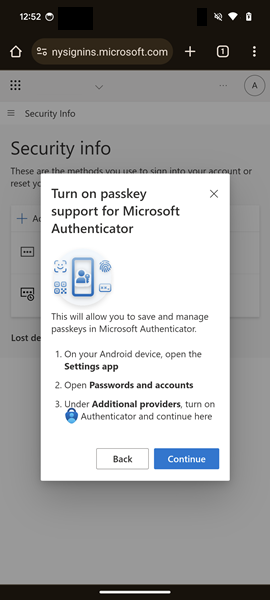 12:52
nysignins.microsoft.com
1
A
Security Info
Security info
These are the methods you use to sign into your account or
reset yo
Ad
Lost de
Turn on passkey
support for Microsoft
Authenticator
This will allow you to save and manage
passkeys in Microsoft Authenticator.
1. On your Android device, open the
Settings app
2. Open Passwords and accounts
3. Under Additional providers, turn on
Authenticator and continue here
Back
Continue